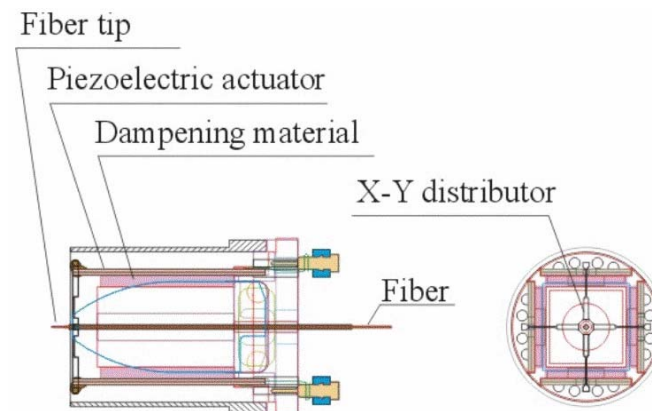 Fiber tip
Piezoelectric actuator
Dampening material
X-Y distributor
Fiber